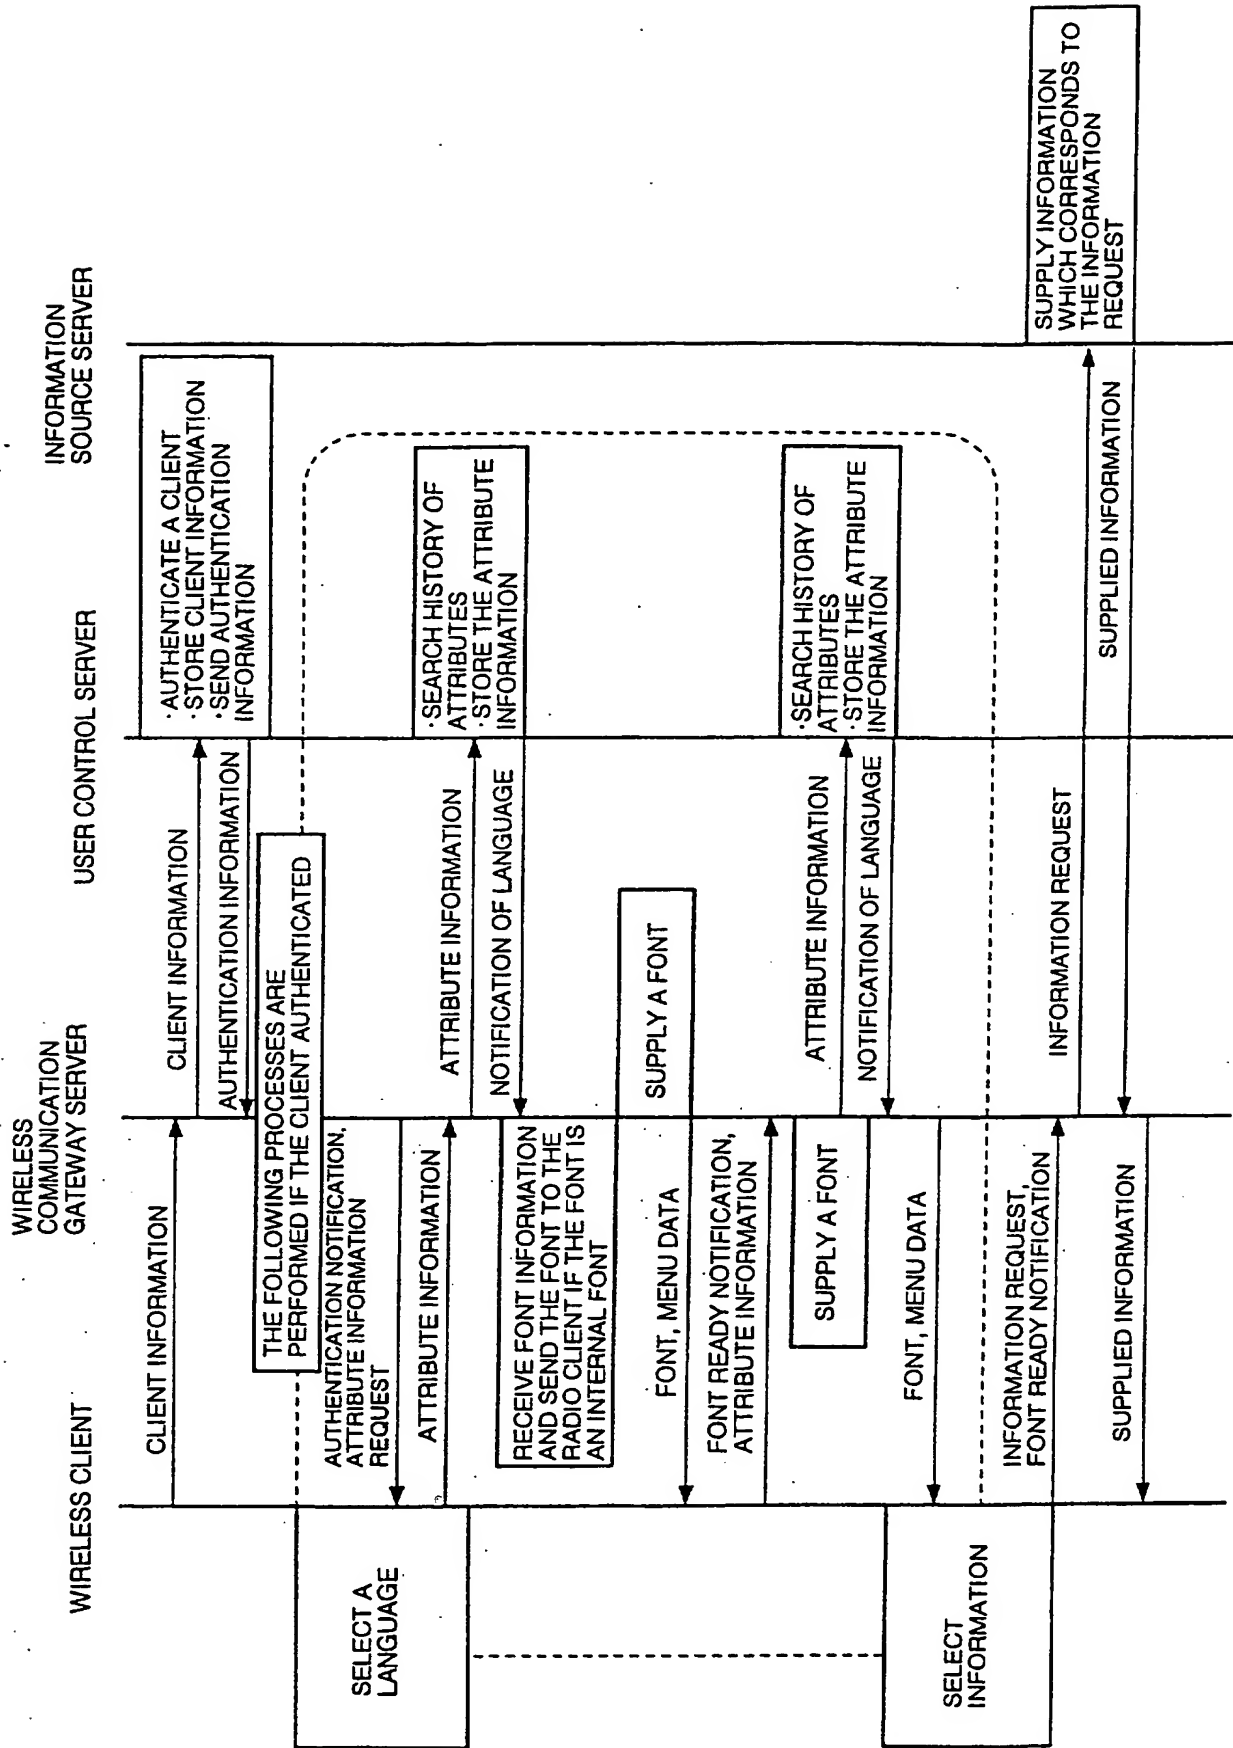 WIRELESS CLIENT
WIRELESS
COMMUNICATION
GATEWAY SERVER
USER CONTROL SERVER
INFORMATION
SOURCE SERVER
CLIENT INFORMATION
CLIENT INFORMATION
·AUTHENTICATE A CLIENT
·STORE CLIENT INFORMATION
·SEND AUTHENTICATION
INFORMATION
AUTHENTICATION INFORMATION
THE FOLLOWING PROCESSES ARE
PERFORMED IF THE CLIENT AUTHENTICATED
SELECT A
LANGUAGE
AUTHENTICATION NOTIFICATION,
ATTRIBUTE INFORMATION
REQUEST
ATTRIBUTE INFORMATION
ATTRIBUTE INFORMATION
·SEARCH HISTORY OF
ATTRIBUTES
·STORE THE ATTRIBUTE
INFORMATION
NOTIFICATION OF LANGUAGE
RECEIVE FONT INFORMATION
AND SEND THE FONT TO THE
RADIO CLIENT IF THE FONT IS
AN INTERNAL FONT
SUPPLY A FONT
FONT, MENU DATA
FONT READY NOTIFICATION,
ATTRIBUTE INFORMATION
ATTRIBUTE INFORMATION
·SEARCH HISTORY OF
ATTRIBUTES
·STORE THE ATTRIBUTE
INFORMATION
SUPPLY A FONT
NOTIFICATION OF LANGUAGE
FONT, MENU DATA
SELECT
INFORMATION
INFORMATION REQUEST,
FONT READY NOTIFICATION
INFORMATION REQUEST
SUPPLY INFORMATION
WHICH CORRESPONDS TO
THE INFORMATION
REQUEST
SUPPLIED INFORMATION
SUPPLIED INFORMATION